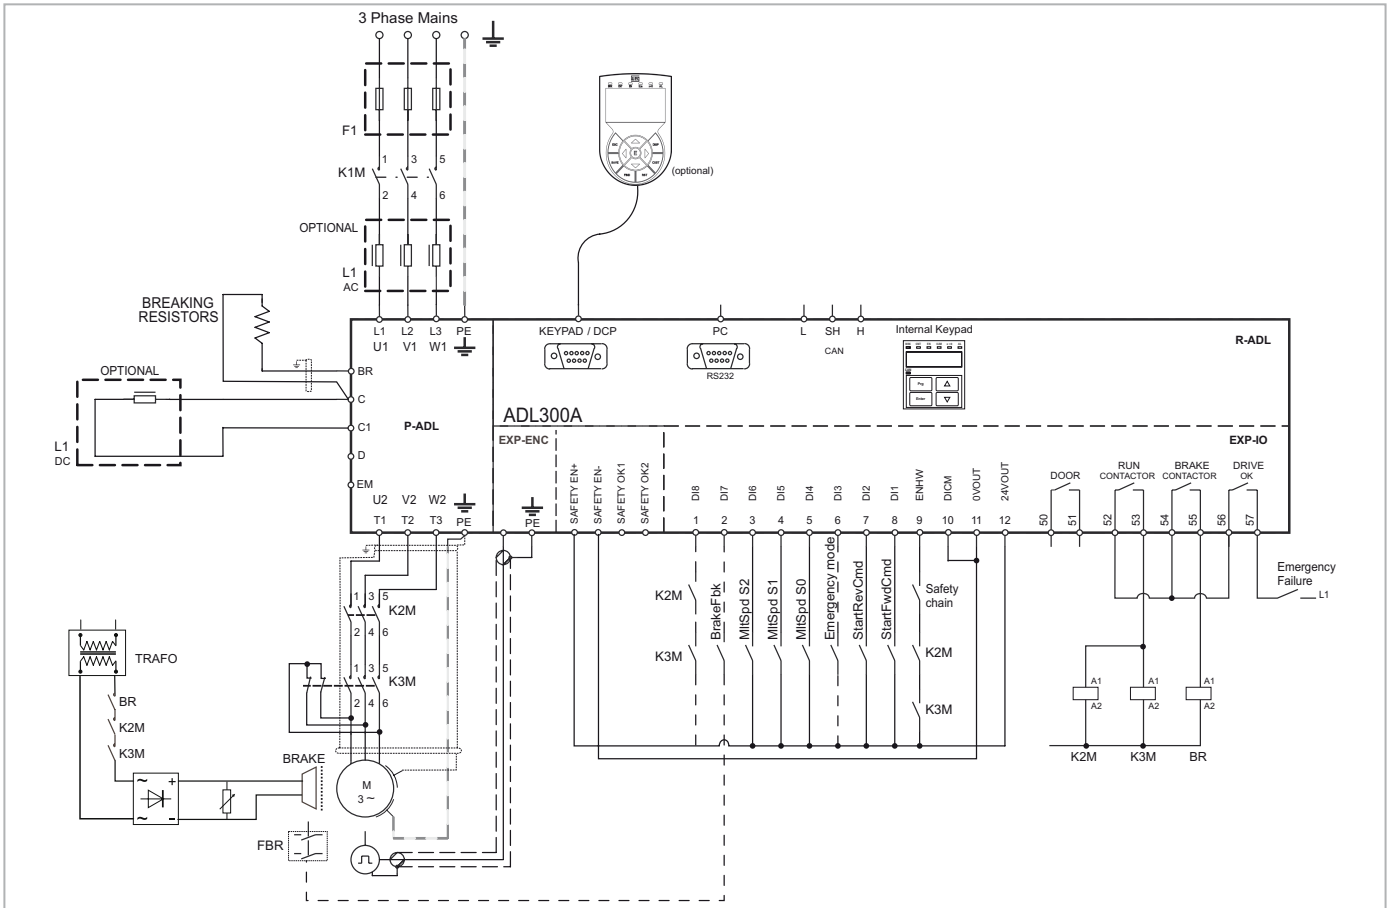 3 Phase Mains
F1
1 3 5
K1M
2 4 6
OPTIONAL
L1
AC
(optional)
BREAKING
RESISTORS
OPTIONAL
L1
DC
L1 L2 L3 PE
U1 V1 W1
BR
C
C1
D
EM
P-ADL
U2 V2 W2
T1 T2 T3 PE
KEYPAD / DCP
PC
RS232
L SH H
CAN
Internal Keypad
Prg
Enter
R-ADL
ADL300A
EXP-ENC
EXP-IO
PE
SAFETY EN+
SAFETY EN-
SAFETY OK1
SAFETY OK2
DI8
DI7
DI6
DI5
DI4
DI3
DI2
DI1
ENHW
DICM
0VOUT
24VOUT
1 2 3 4 5 6 7 8 9 10 11 12
DOOR
RUN
CONTACTOR
BRAKE
CONTACTOR
DRIVE
OK
50 51 52 53 54 55 56 57
K2M
K3M
BrakeFbk
MltSpd S2
MltSpd S1
MltSpd S0
Emergency mode
StartRevCmd
StartFwdCmd
Safety
chain
K2M
K3M
Emergency
Failure
L1
A1
A2
A1
A2
A1
A2
K2M K3M BR
1 3 5
K2M
2 4 6
1 3 5
K3M
2 4 6
TRAFO
BR
K2M
K3M
~ +
~ -
BRAKE
M
3 ~
FBR